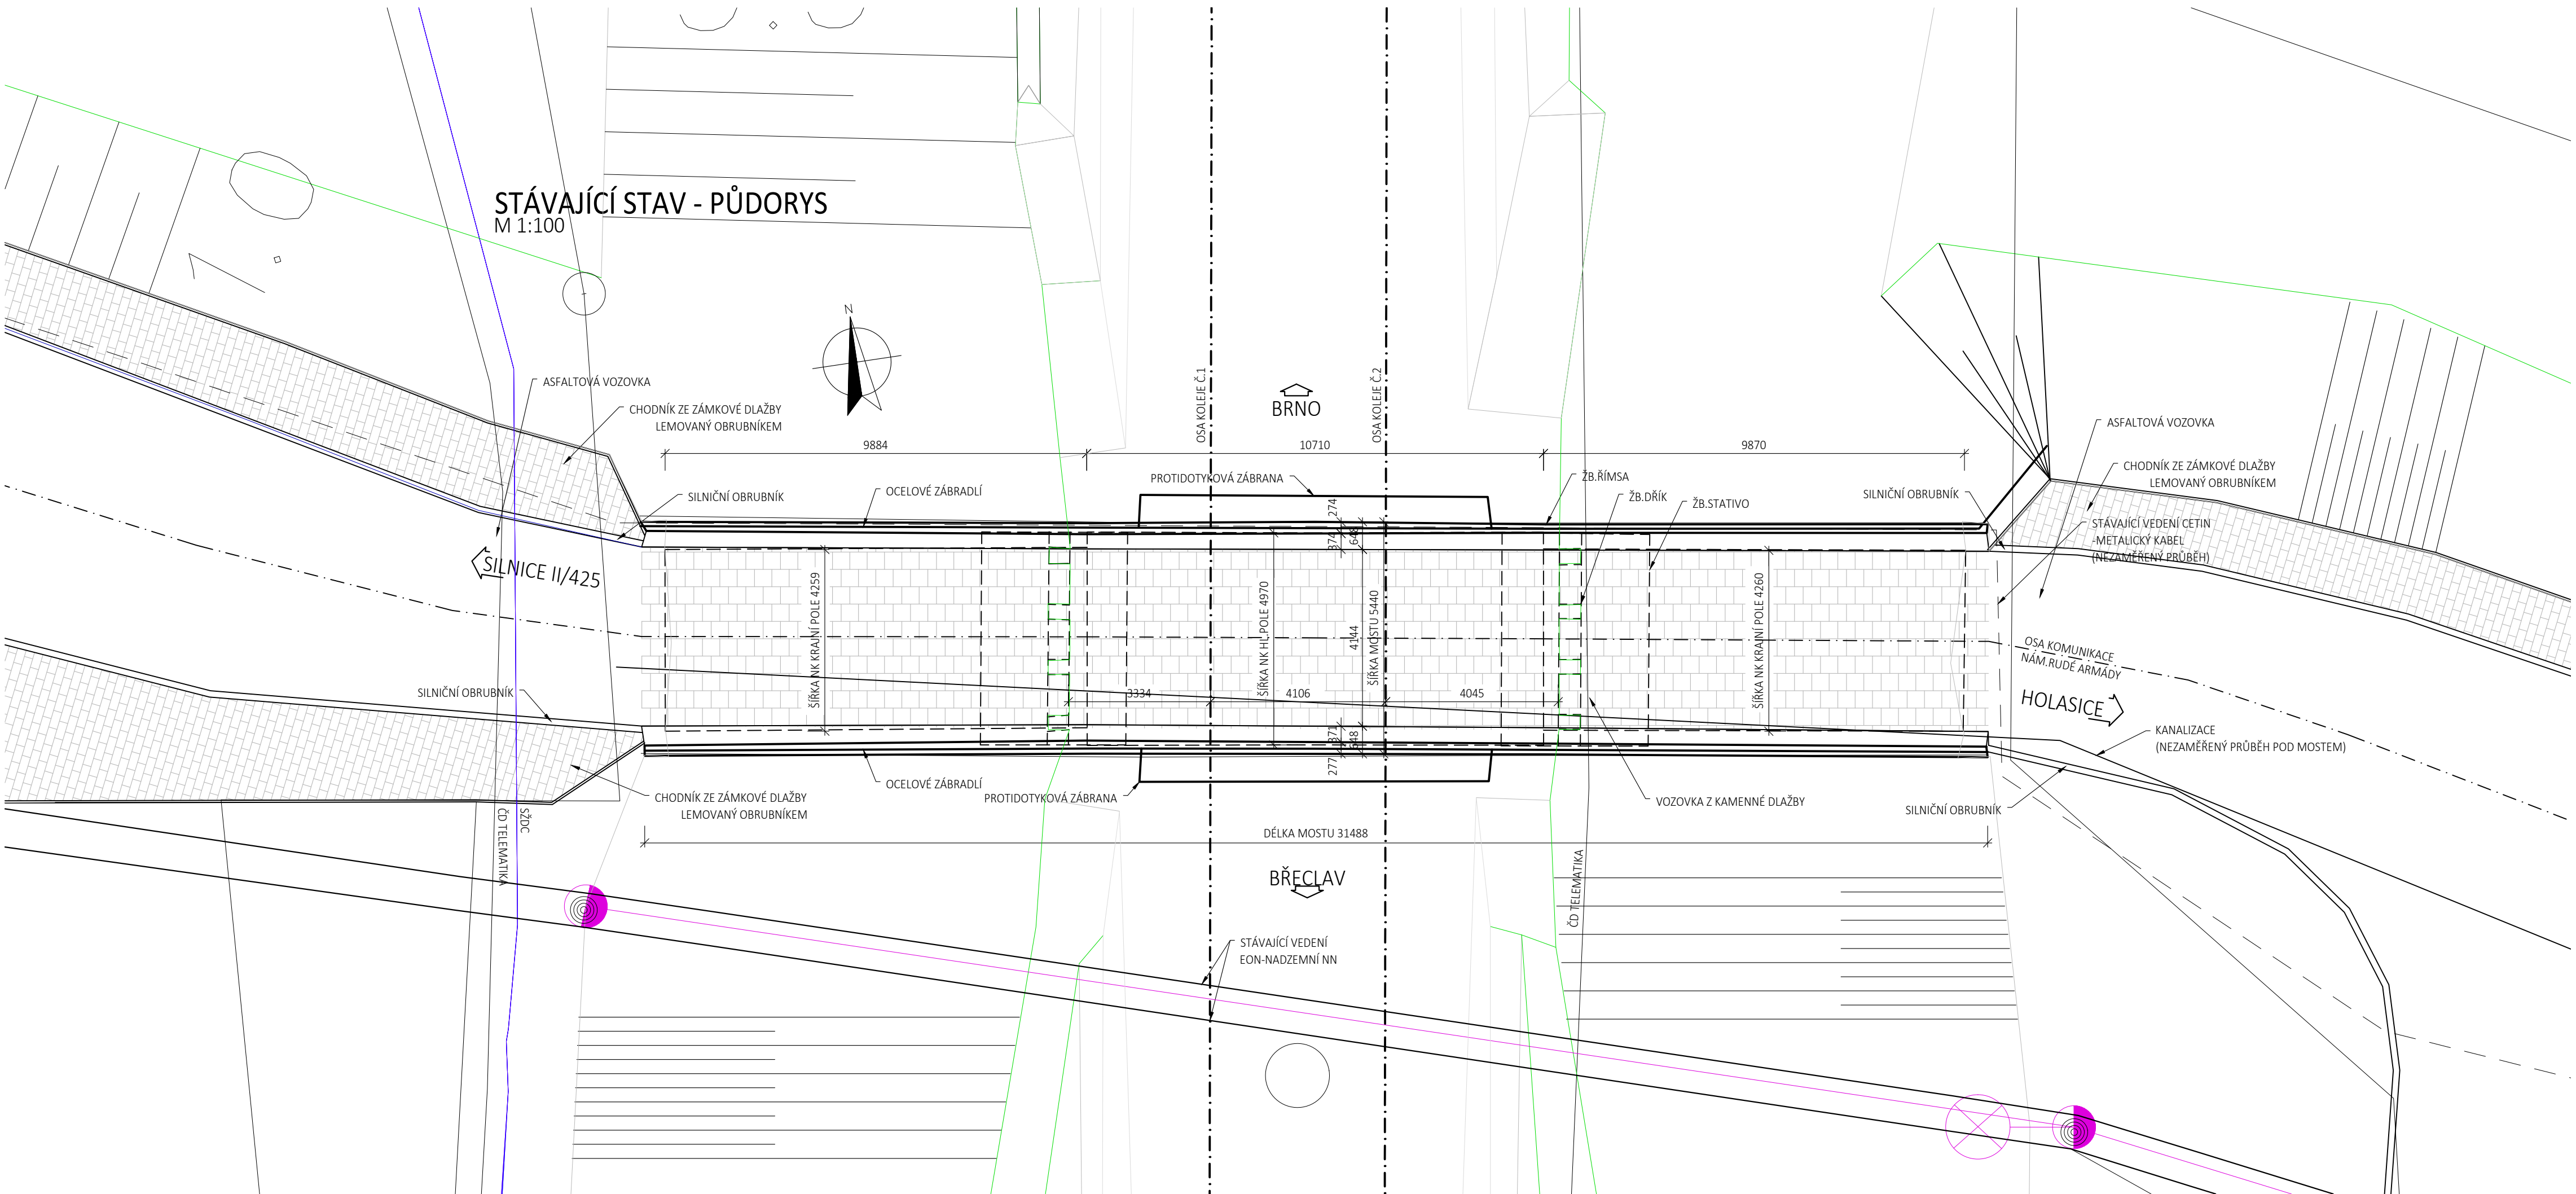 STÁVAJÍCÍ STAV - PŮDORYS
M 1:100
N
ASFALTOVÁ VOZOVKA
CHODNÍK ZE ZÁMKOVÉ DLAŽBY
LEMOVANÝ OBRUBNÍKEM
SILNIČNÍ OBRUBNÍK
OCELOVÉ ZÁBRADLÍ
9884
OSA KOLEJE Č.1
BRNO
OSA KOLEJE Č.2
10710
9870
PROTIDOTYKOVÁ ZÁBRANA
ŽB.ŘÍMSA
ŽB.DŘÍK
ŽB.STATIVO
SILNIČNÍ OBRUBNÍK
ASFALTOVÁ VOZOVKA
CHODNÍK ZE ZÁMKOVÉ DLAŽBY
LEMOVANÝ OBRUBNÍKEM
STÁVAJÍCÍ VEDENÍ CETIN
-METALICKÝ KABEL
(NEZAMĚŘENÝ PRŮBĚH)
274
374
648
SILNICE II/425
ŠÍŘKA NK KRAJNÍ POLE 4259
ŠÍŘKA NK HL.POLE 4970
4144
ŠÍŘKA MOSTU 5440
ŠÍŘKA NK KRAJNÍ POLE 4260
OSA KOMUNIKACE
NÁM.RUDÉ ARMÁDY
HOLASICE
SILNIČNÍ OBRUBNÍK
3334
4106
4045
371
648
277
KANALIZACE
(NEZAMĚŘENÝ PRŮBĚH POD MOSTEM)
OCELOVÉ ZÁBRADLÍ
PROTIDOTYKOVÁ ZÁBRANA
CHODNÍK ZE ZÁMKOVÉ DLAŽBY
LEMOVANÝ OBRUBNÍKEM
VOZOVKA Z KAMENNÉ DLAŽBY
SILNIČNÍ OBRUBNÍK
ČD TELEMATIKA
SŽDC
DÉLKA MOSTU 31488
BŘECLAV
ČD TELEMATIKA
STÁVAJÍCÍ VEDENÍ
EON-NADZEMNÍ NN